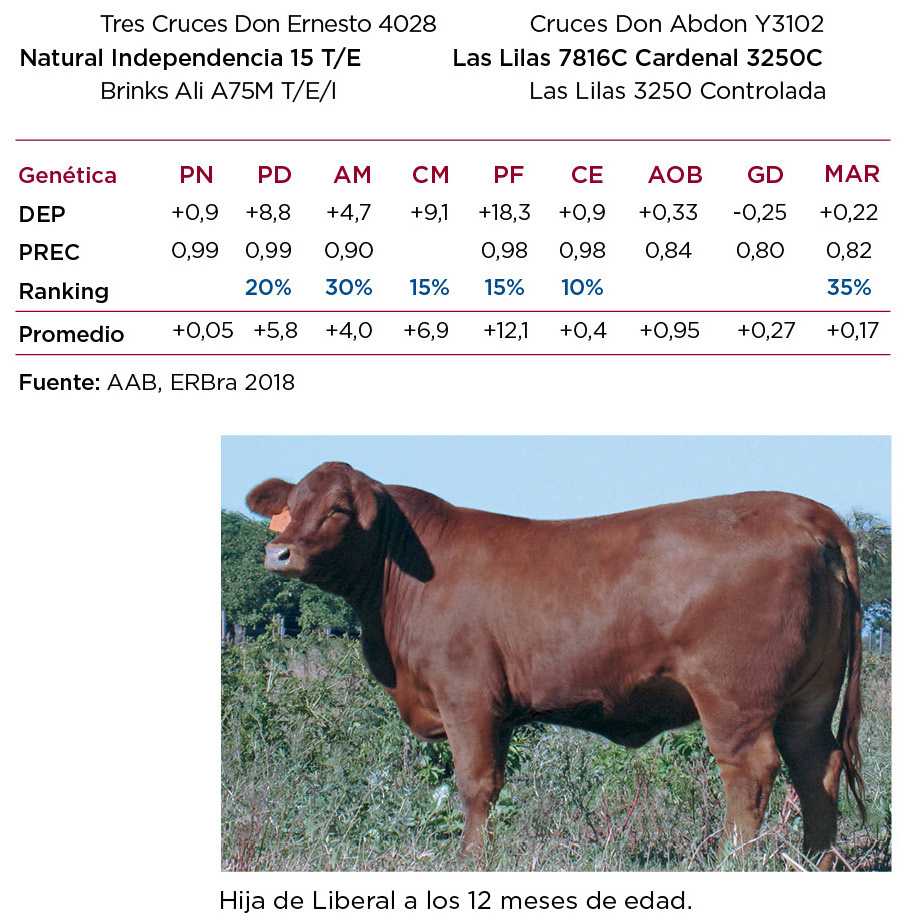 Tres Cruces Don Ernesto 4028 Cruces Don Abdon Y3102
Natural Independencia 15 T/E Las Lilas 7816C Cardenal 3250C
Brinks Ali A75M T/E/I Las Lilas 3250 Controlada
Genética PN PD AM CM PF CE AOB GD MAR
DEP +0,9 +8,8 +4,7 +9,1 +18,3 +0,9 +0,33 -0,25 +0,22
PREC 0,99 0,99 0,90 0,98 0,98 0,84 0,80 0,82
Ranking 20% 30% 15% 15% 10% 35%
Promedio +0,05 +5,8 +4,0 +6,9 +12,1 +0,4 +0,95 +0,27 +0,17
Fuente: AAB, ERBra 2018
Hija de Liberal a los 12 meses de edad.